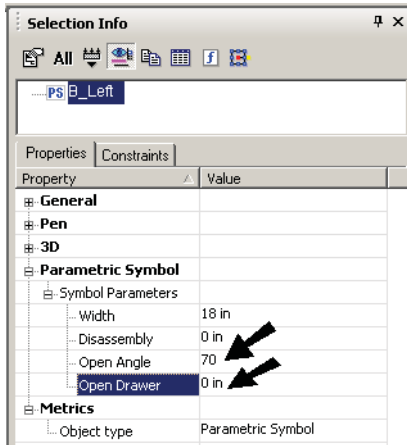 Selection Info
All
PS B_Left
Properties Constraints
Property Value
General
Pen
3D
Parametric Symbol
Symbol Parameters
Width 18 in
Disassembly 0 in
Open Angle 70
Open Drawer 0 in
Metrics
Object type Parametric Symbol